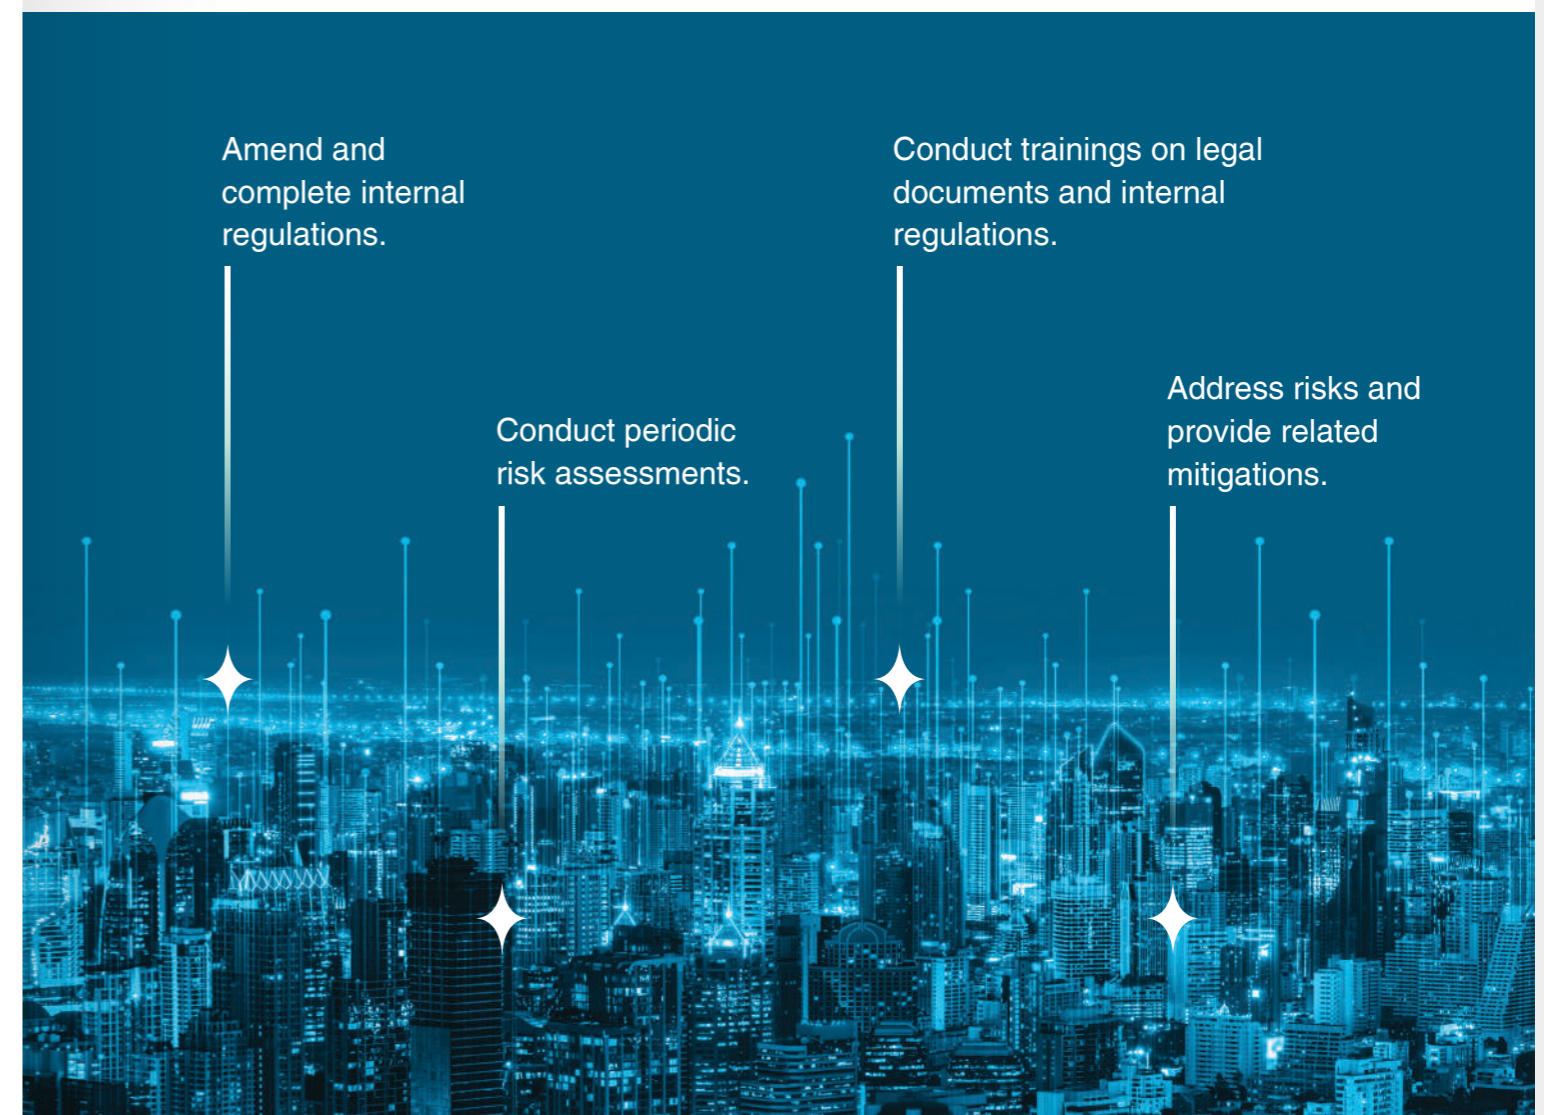 Amend and
complete internal
regulations.
Conduct periodic
risk assessments.
Conduct trainings on legal
documents and internal
regulations.
Address risks and
provide related
mitigations.